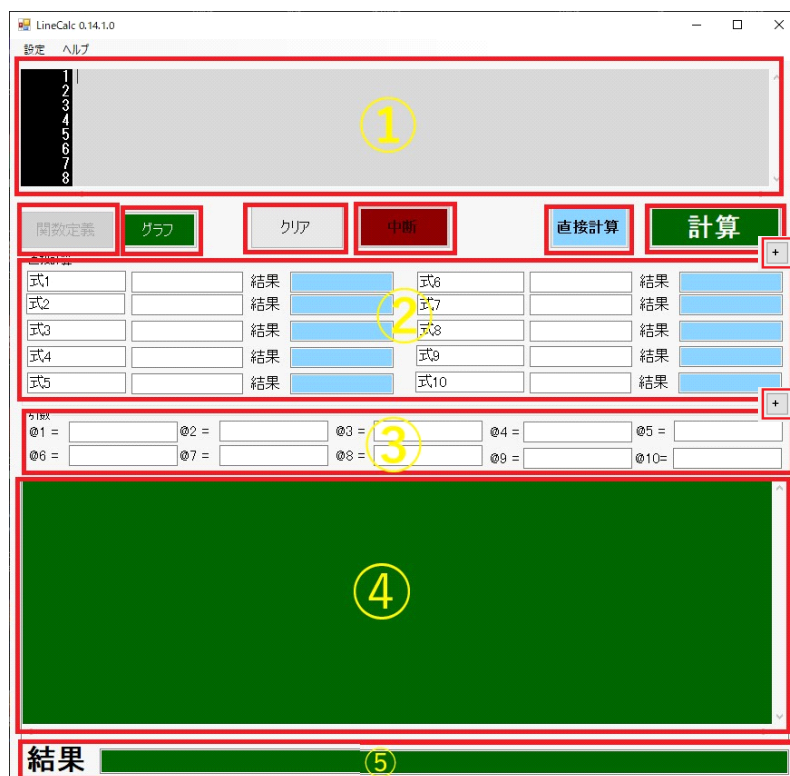 LineCalc 0.14.1.0
設定 ヘルプ
1
2
3
4
5
6
7
8
①
関数定義 グラフ クリア 中断 直接計算 計算
+
直接計算
式1 結果 式6 結果
式2 結果 式7 結果
②
式3 結果 式8 結果
式4 結果 式9 結果
式5 結果 式10 結果
+
引数
@1 = @2 = @3 = @4 = @5 =
③
@6 = @7 = @8 = @9 = @10=
④
結果 ⑤